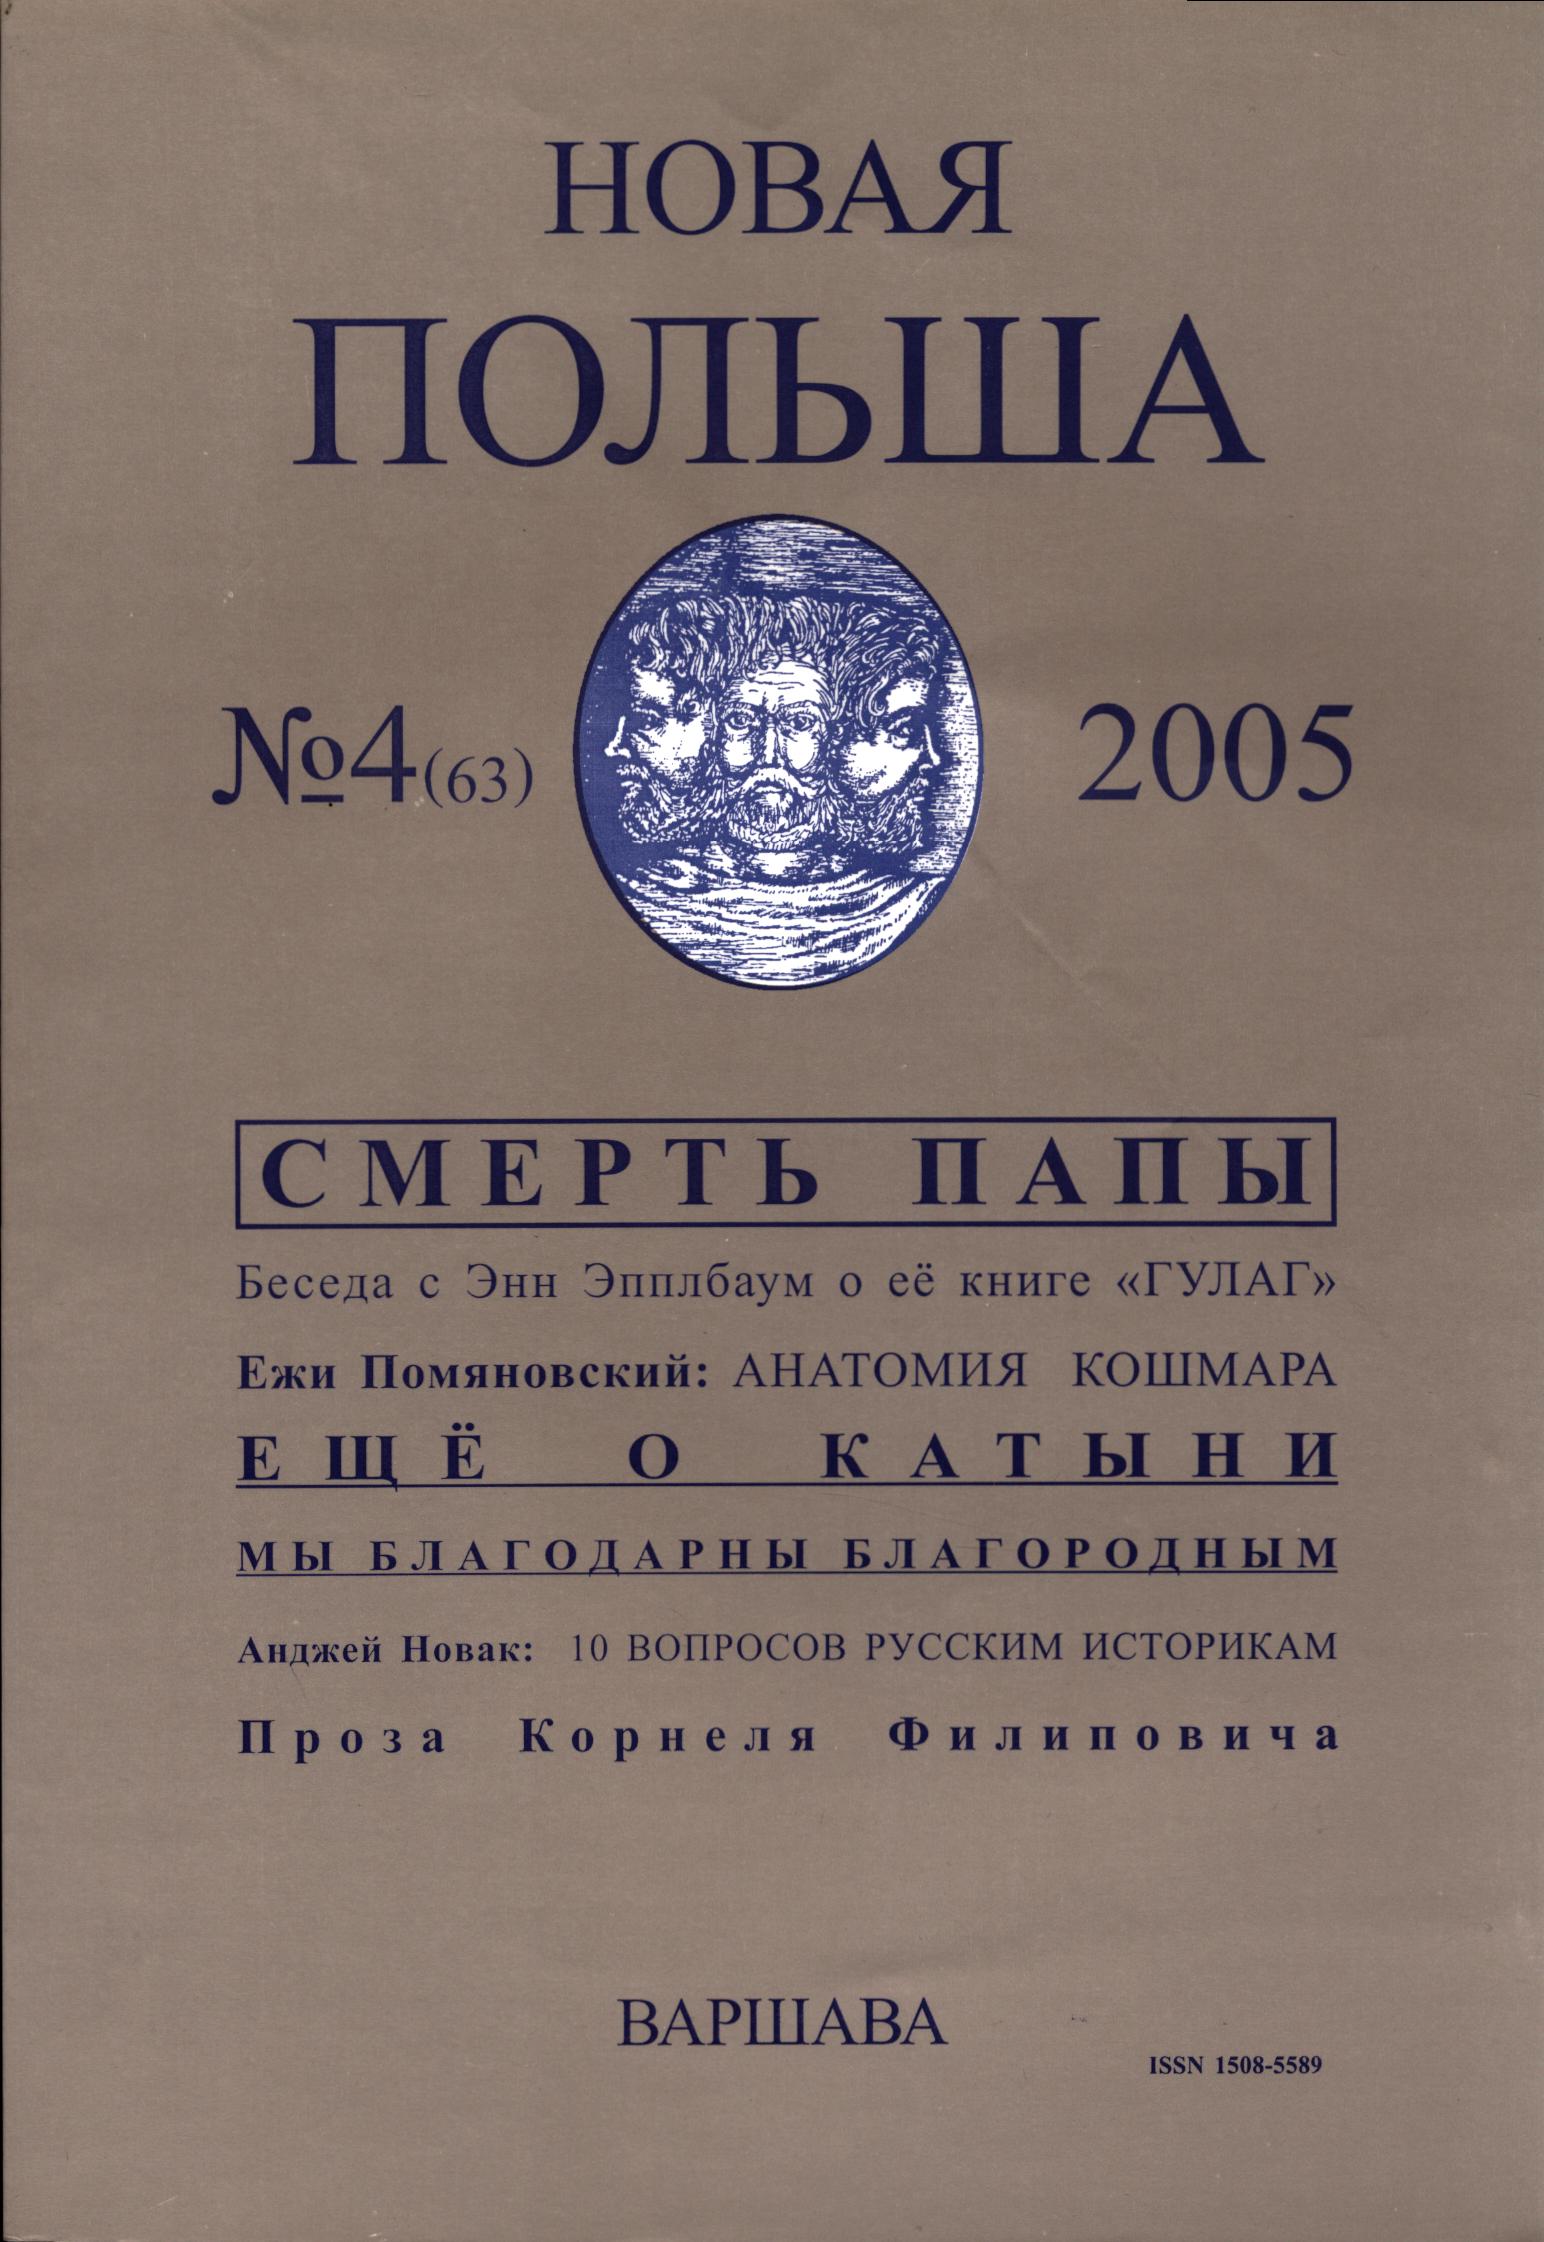 НОВАЯ
ПОЛЬША
№4(63)
2005
СМЕРТЬ ПАПЫ
Беседа с Энн Эпплбаум о её книге «ГУЛАГ»
Ежи Помяновский: АНАТОМИЯ КОШМАРА
ЕЩЁ О КАТЫНИ
МЫ БЛАГОДАРНЫ БЛАГОРОДНЫМ
Анджей Новак: 10 ВОПРОСОВ РУССКИМ ИСТОРИКАМ
Проза Корнеля Филиповича
ВАРШАВА
ISSN 1508-5589